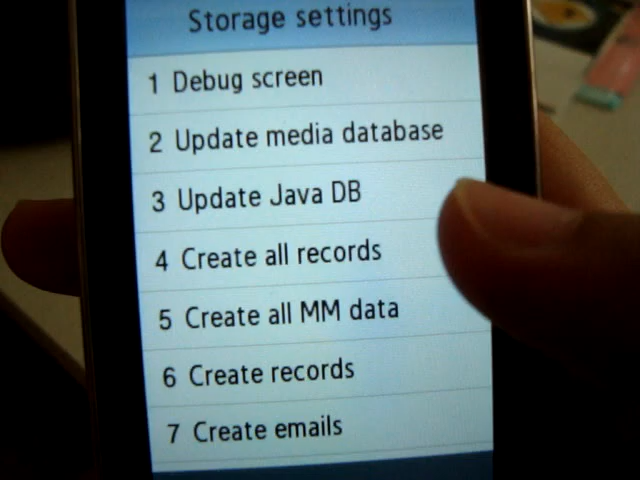 Storage settings
1 Debug screen
2 Update media database
3 Update Java DB
4 Create all records
5 Create all MM data
6 Create records
7 Create emails